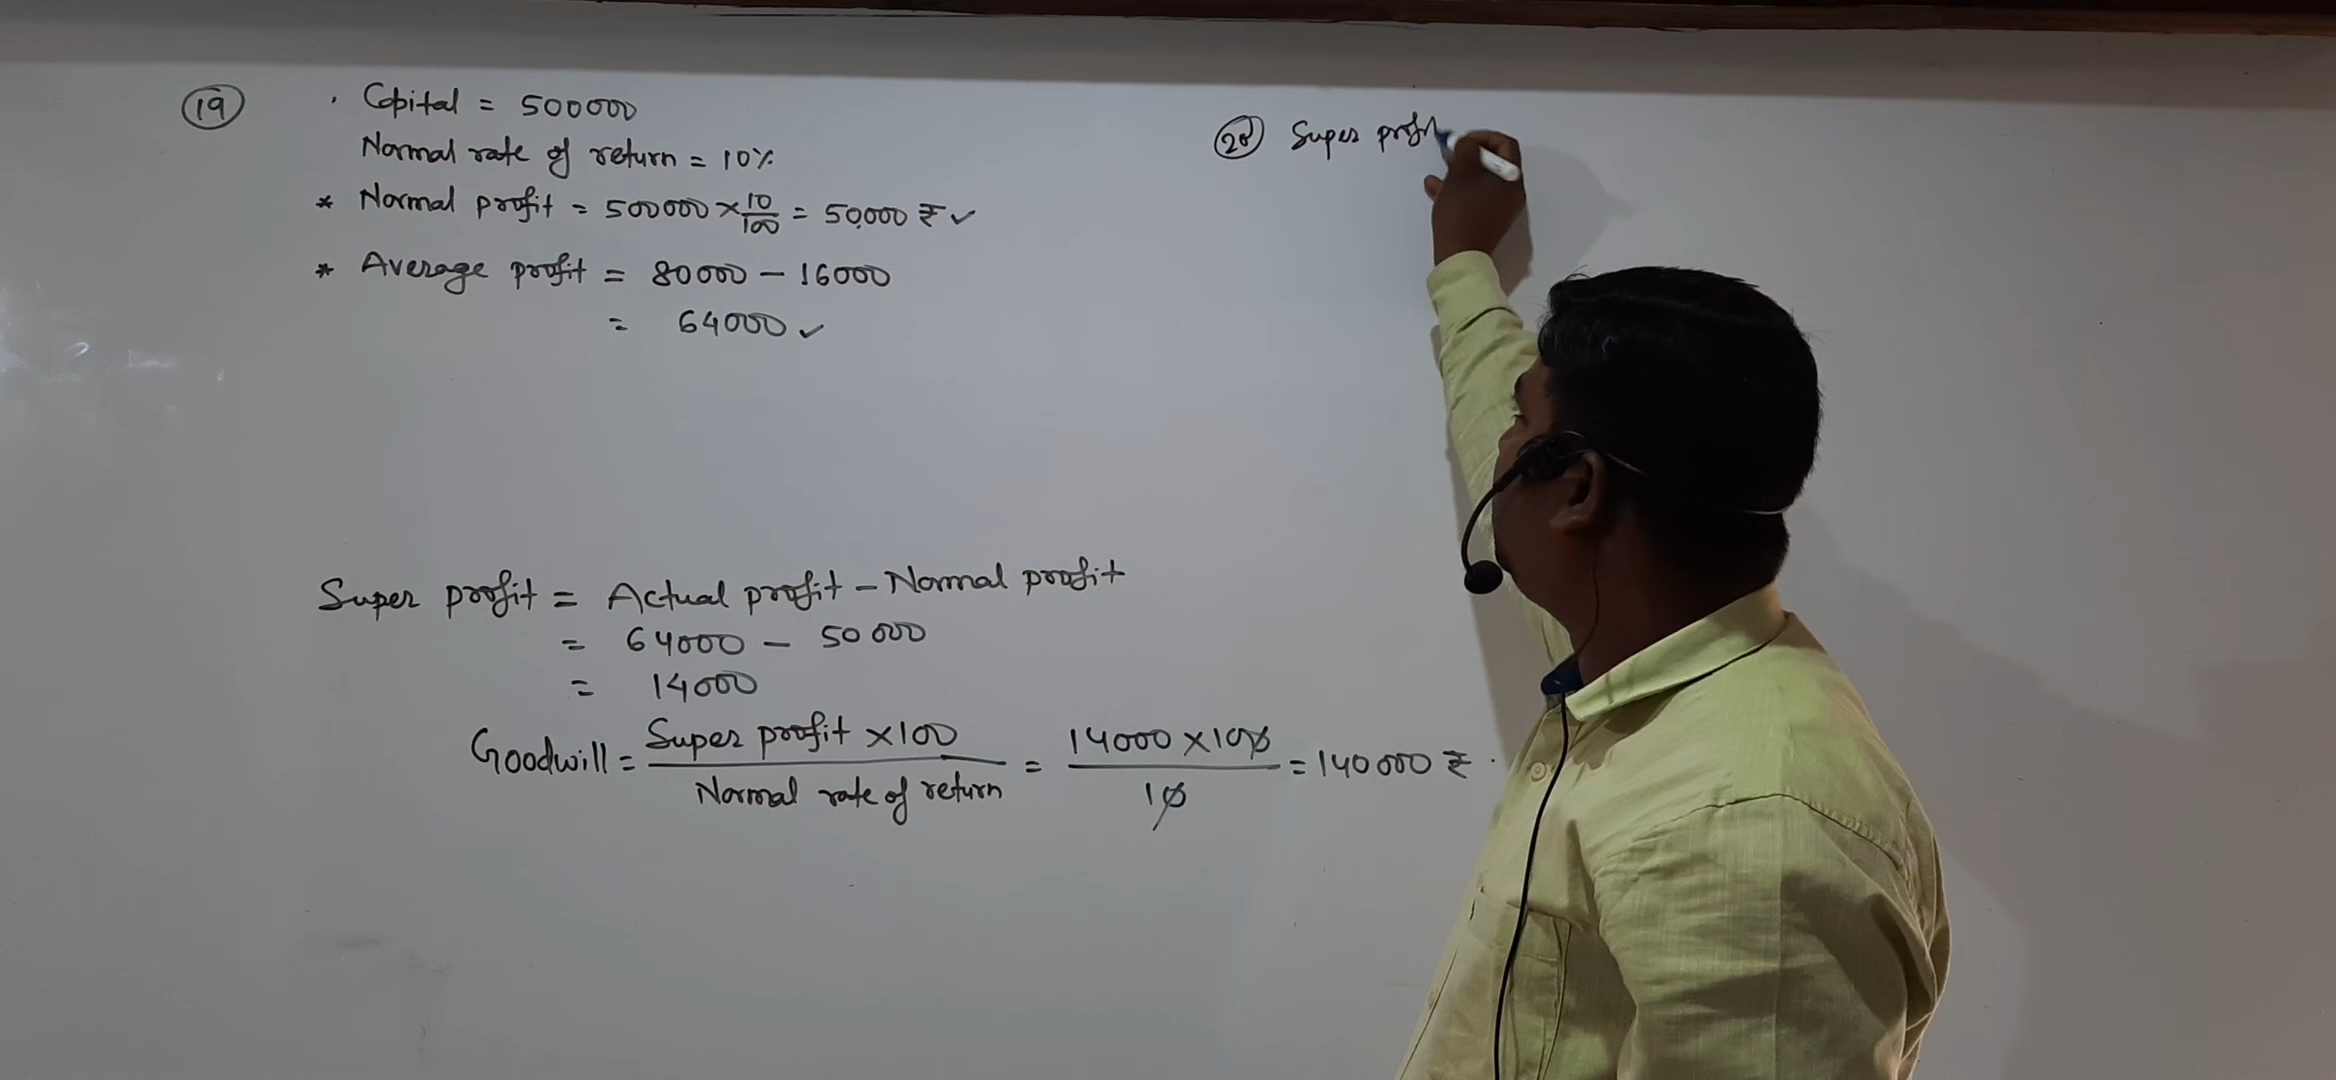 19
Capital = 500000
Normal rate of return = 10%
* Normal profit = 500000 × 10/100 = 50,000 ₹ ✓
* Average profit = 80000 - 16000
= 64000 ✓
Super profit = Actual profit - Normal profit
= 64000 - 50000
= 14000
Goodwill = Super profit ×100 / Normal rate of return = 14000 × 100 / 10 = 140000 ₹
20 Super